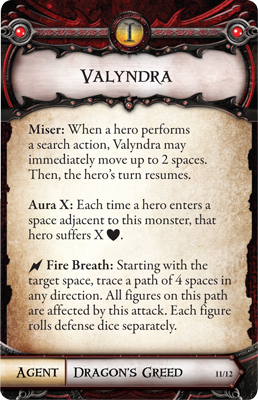 I
VALYNDRA
Miser: When a hero performs
a search action, Valyndra may
immediately move up to 2 spaces.
Then, the hero's turn resumes.
Aura X: Each time a hero enters a
space adjacent to this monster, that
hero suffers X ♥.
Fire Breath: Starting with the
target space, trace a path of 4 spaces in
any direction. All figures on this path
are affected by this attack. Each figure
rolls defense dice separately.
AGENT DRAGON'S GREED 11/12